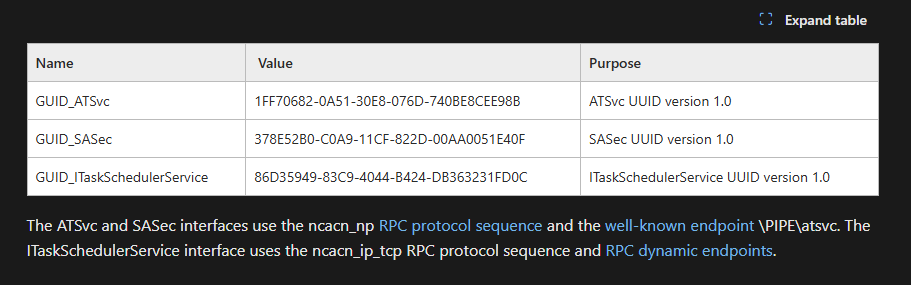 Expand table
Name Value Purpose
GUID_ATSvc 1FF70682-0A51-30E8-076D-740BE8CEE98B ATSvc UUID version 1.0
GUID_SASec 378E52B0-C0A9-11CF-822D-00AA0051E40F SASec UUID version 1.0
GUID_ITaskSchedulerService 86D35949-83C9-4044-B424-DB363231FD0C ITaskSchedulerService UUID version 1.0
The ATSvc and SASec interfaces use the ncacn_np RPC protocol sequence and the well-known endpoint \PIPE\atsvc. The
ITaskSchedulerService interface uses the ncacn_ip_tcp RPC protocol sequence and RPC dynamic endpoints.